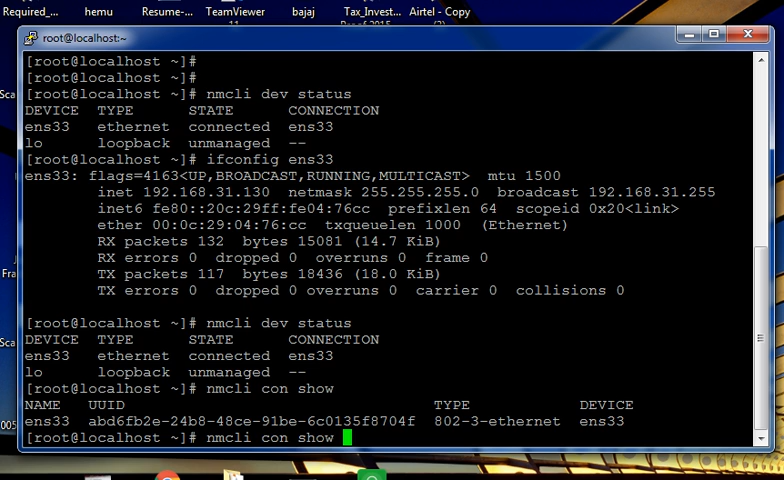 Required_... hemu Resume-... TeamViewer bajaj Tax_Invest... Airtel - Copy
11
root@localhost:~
[root@localhost ~]#
[root@localhost ~]#
[root@localhost ~]# nmcli dev status
DEVICE TYPE STATE CONNECTION
ens33 ethernet connected ens33
lo loopback unmanaged --
[root@localhost ~]# ifconfig ens33
ens33: flags=4163<UP,BROADCAST,RUNNING,MULTICAST> mtu 1500
inet 192.168.31.130 netmask 255.255.255.0 broadcast 192.168.31.255
inet6 fe80::20c:29ff:fe04:76cc prefixlen 64 scopeid 0x20<link>
ether 00:0c:29:04:76:cc txqueuelen 1000 (Ethernet)
RX packets 132 bytes 15081 (14.7 KiB)
RX errors 0 dropped 0 overruns 0 frame 0
TX packets 117 bytes 18436 (18.0 KiB)
TX errors 0 dropped 0 overruns 0 carrier 0 collisions 0
[root@localhost ~]# nmcli dev status
DEVICE TYPE STATE CONNECTION
ens33 ethernet connected ens33
lo loopback unmanaged --
[root@localhost ~]# nmcli con show
NAME UUID TYPE DEVICE
ens33 abd6fb2e-24b8-48ce-91be-6c0135f8704f 802-3-ethernet ens33
[root@localhost ~]# nmcli con show